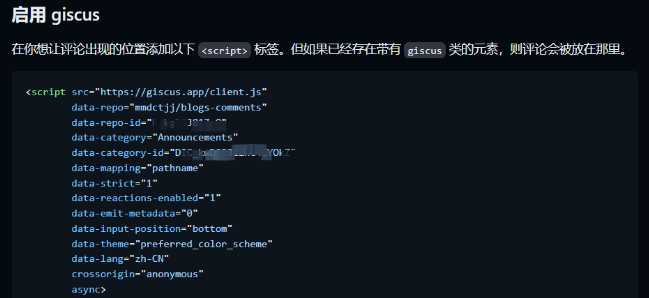 启用 giscus
在你想让评论出现的位置添加以下 <script> 标签。但如果已经存在带有 giscus 类的元素，则评论会被放在那里。
<script src="https://giscus.app/client.js"
data-repo="mmdctjj/blogs-comments"
data-repo-id="
data-category="Announcements"
data-category-id="
data-mapping="pathname"
data-strict="1"
data-reactions-enabled="1"
data-emit-metadata="0"
data-input-position="bottom"
data-theme="preferred_color_scheme"
data-lang="zh-CN"
crossorigin="anonymous"
async>